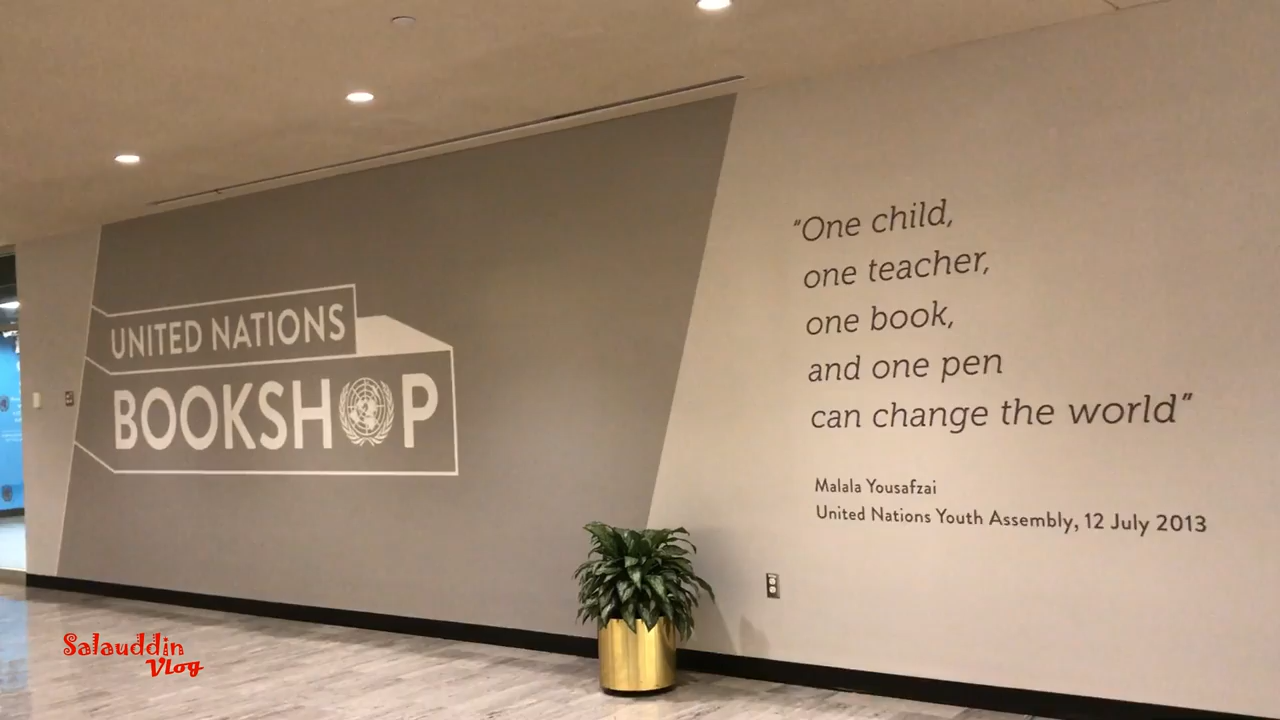 UNITED NATIONS
BOOKSHOP
“One child,
one teacher,
one book,
and one pen
can change the world”
Malala Yousafzai
United Nations Youth Assembly, 12 July 2013
Salauddin
Vlog